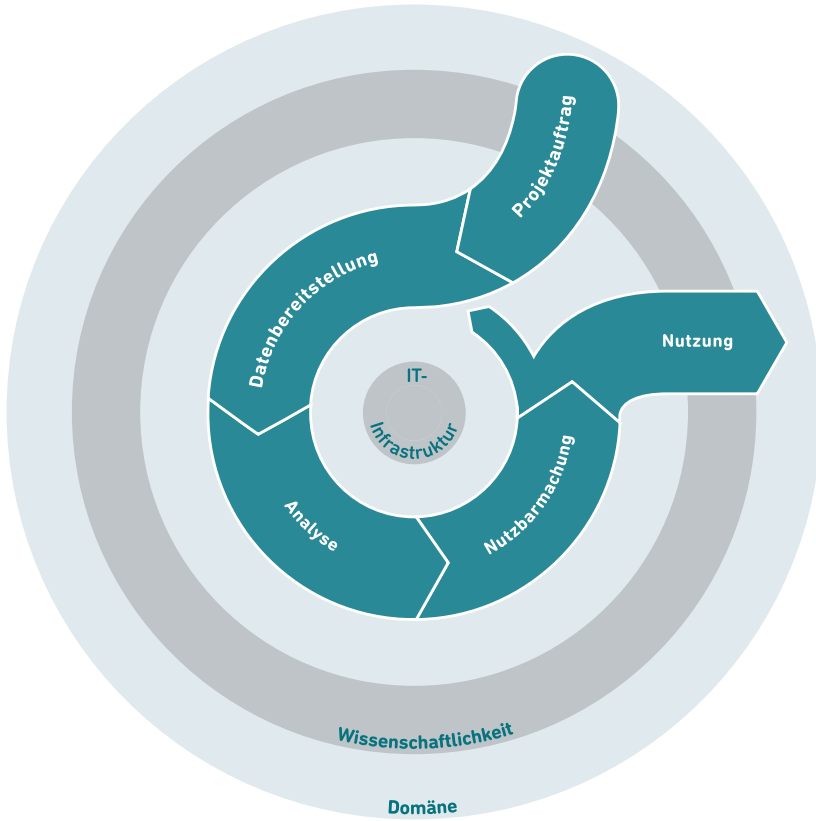 Projektauftrag
Datenbereitstellung
Nutzung
IT-
Infrastruktur
Analyse
Nutzbarmachung
Wissenschaftlichkeit
Domäne